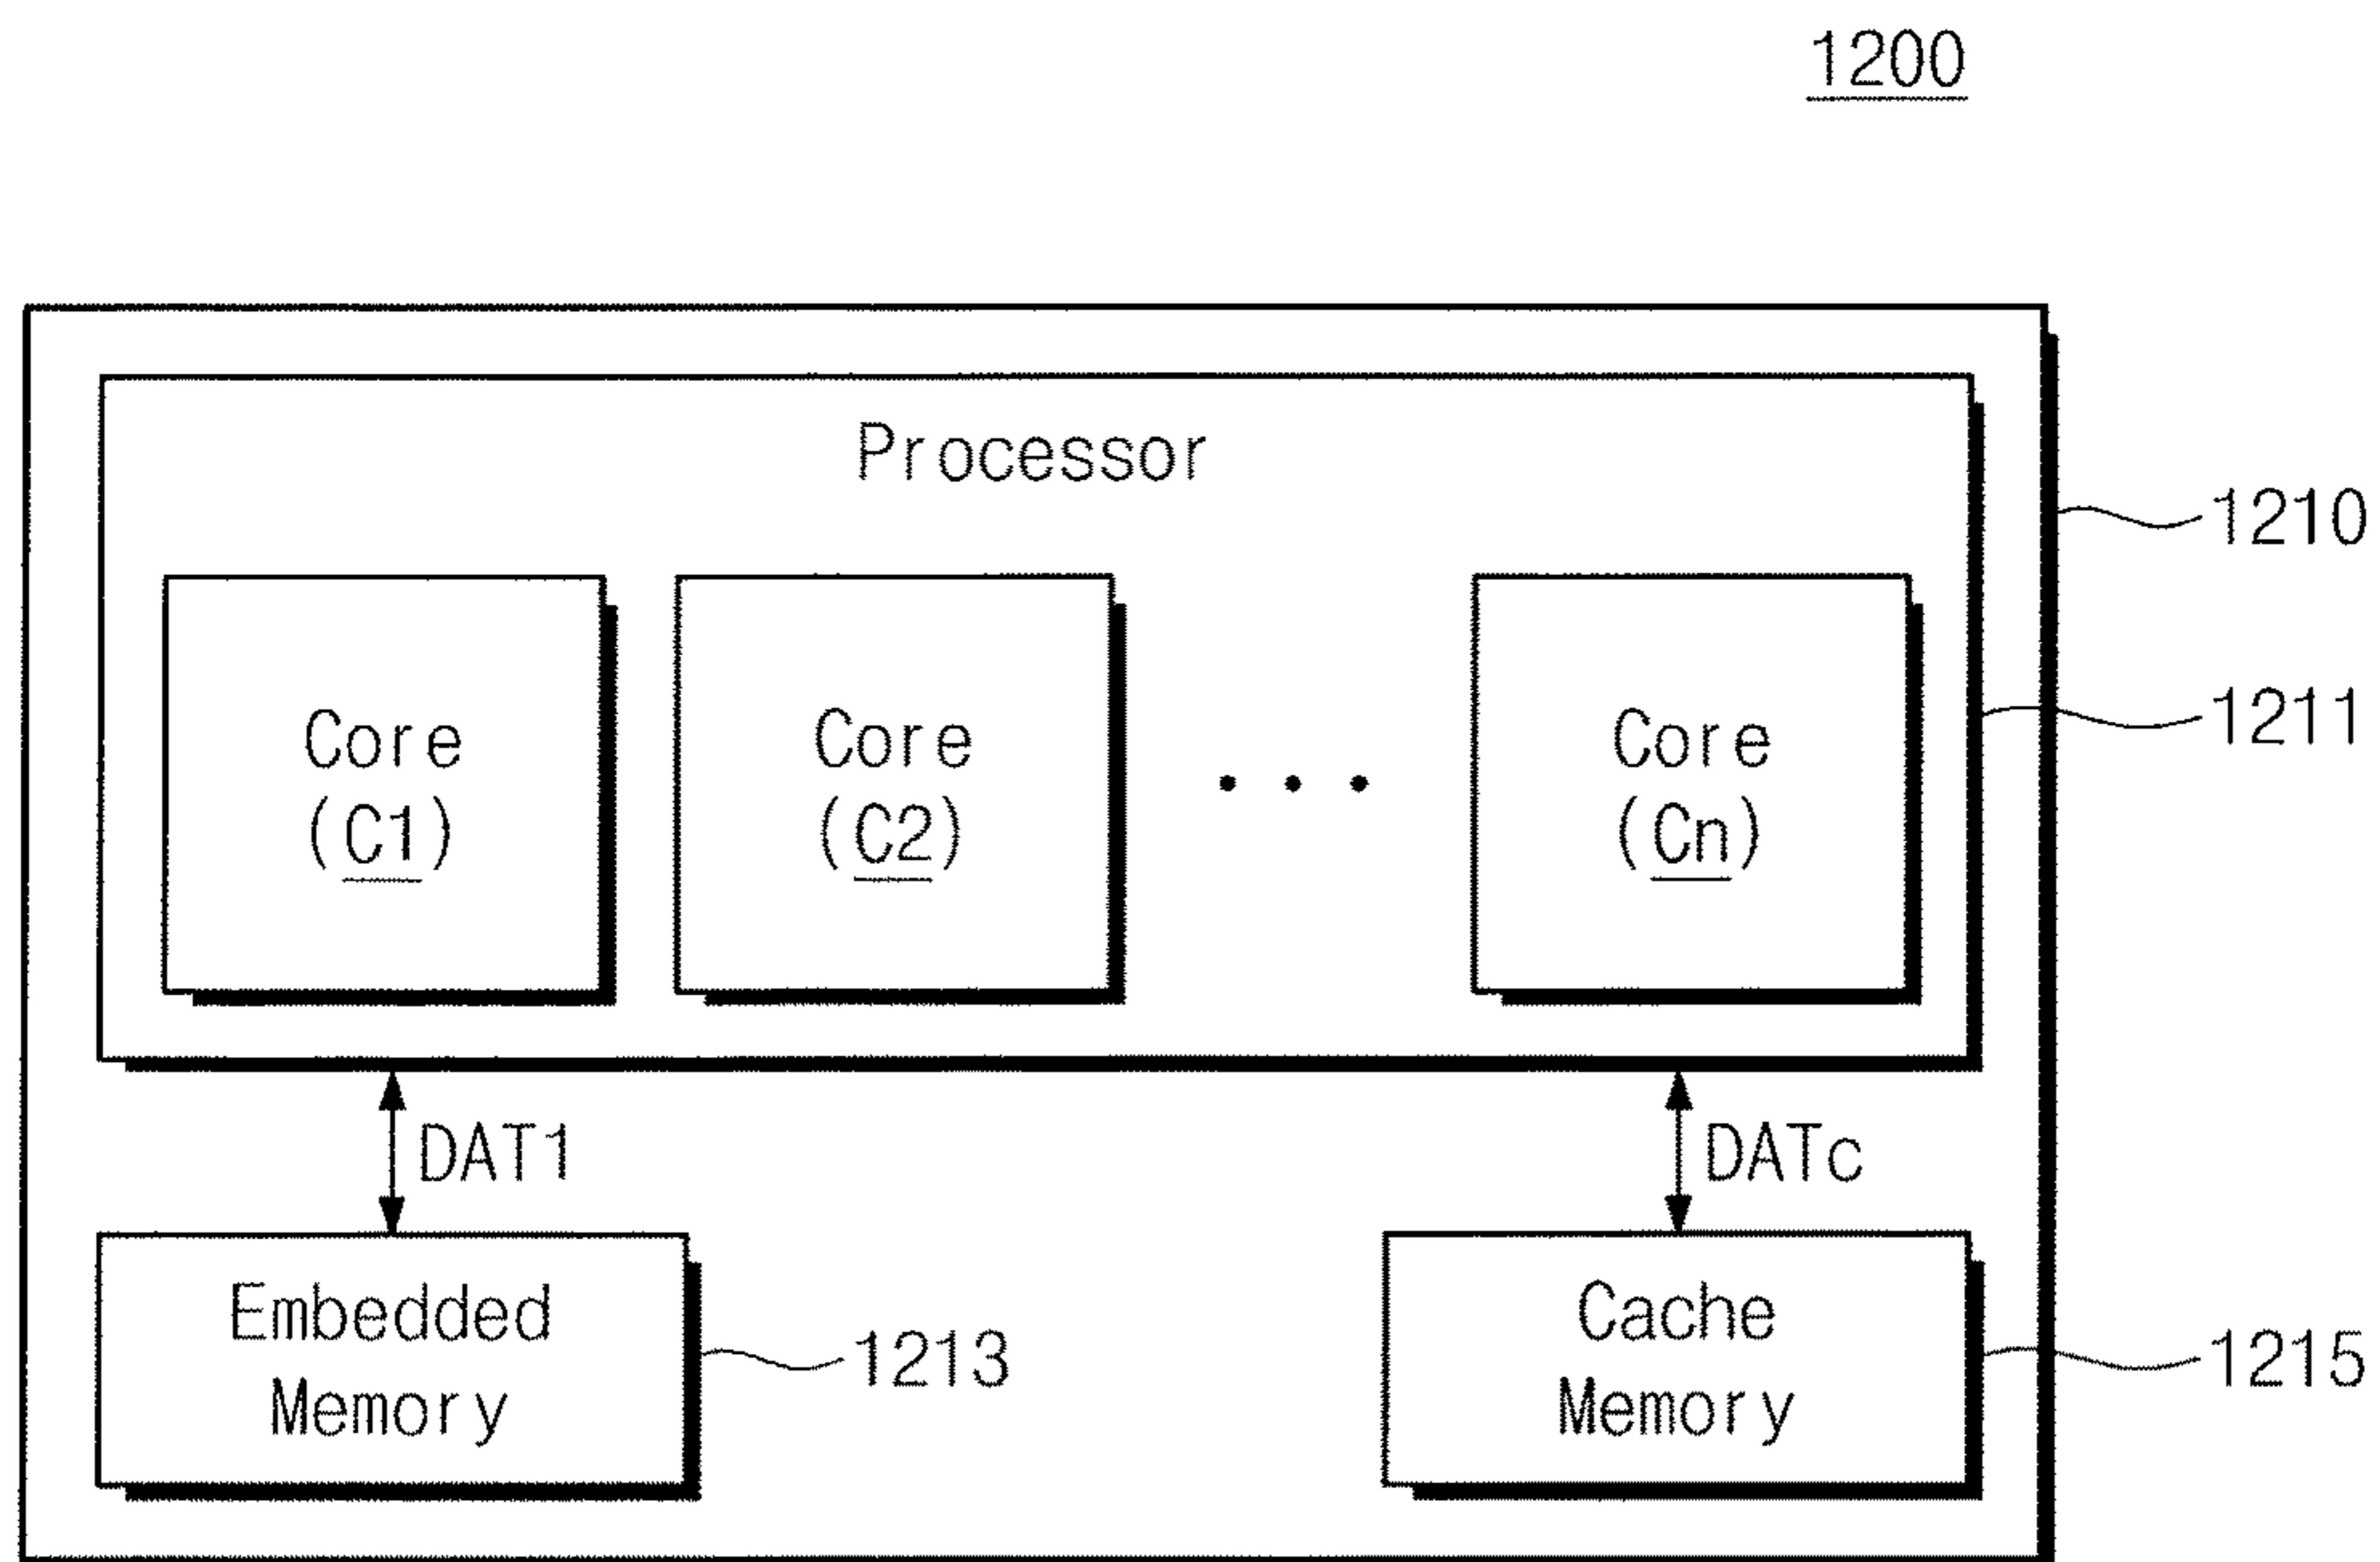 1200
Processor
1210
Core
(C1)
Core
(C2)
• • •
Core
(Cn)
1211
DAT1
DATc
Embedded
Memory
1213
Cache
Memory
1215